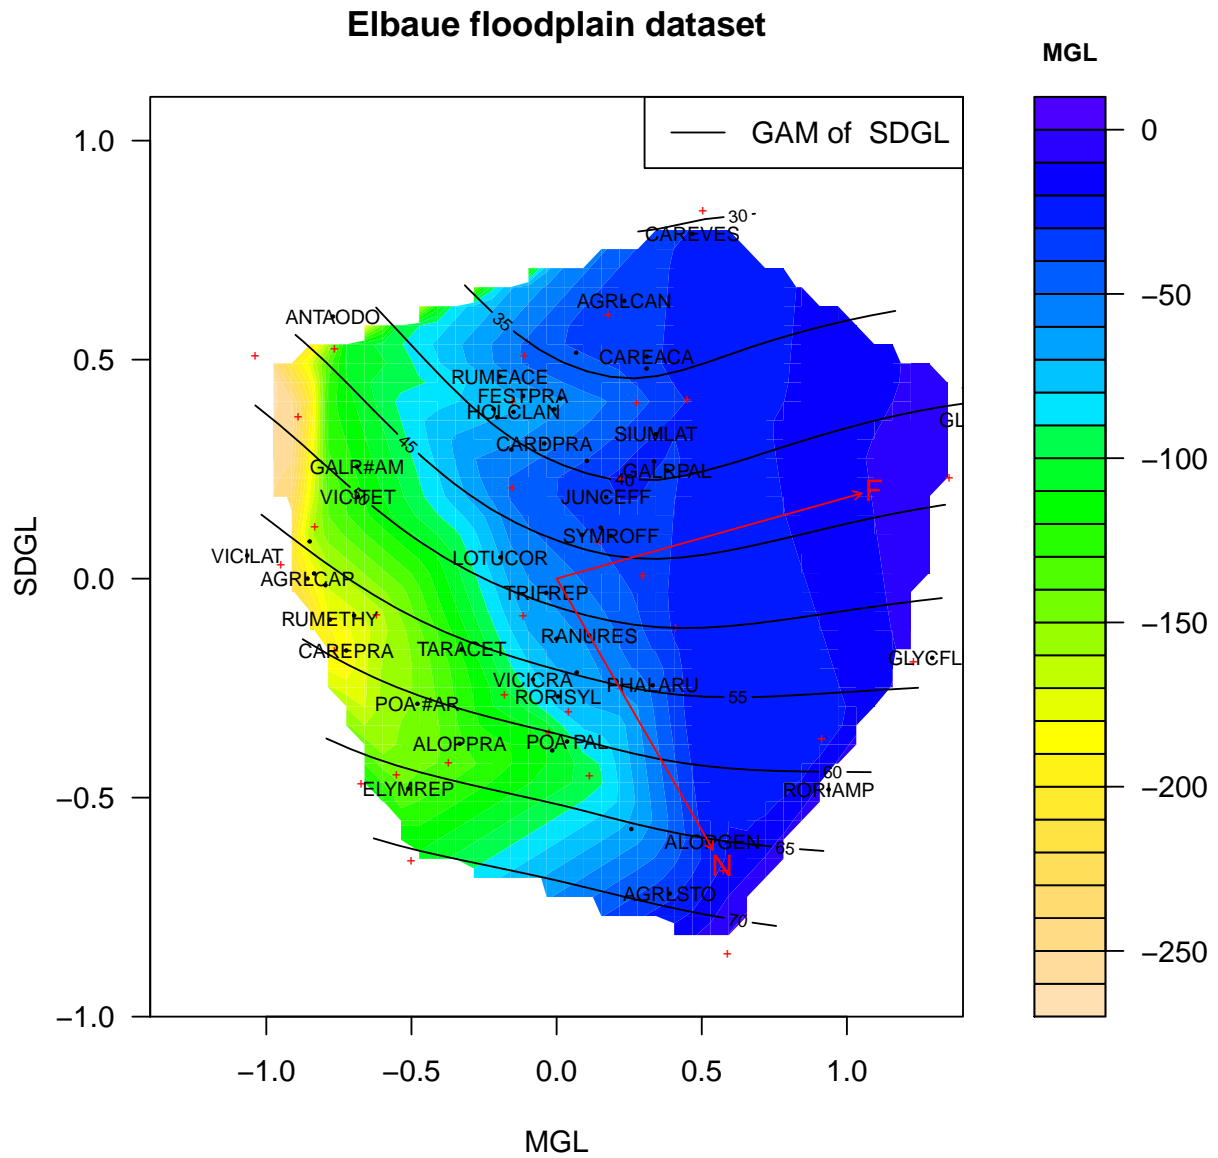 Elbaue floodplain dataset
MGL
GAM of SDGL
1.0
0.5
0.0
−0.5
−1.0
SDGL
−1.0
−0.5
0.0
0.5
1.0
MGL
0
−50
−100
−150
−200
−250
30
CAREVES
AGRLCAN
ANTAODO
35
CAREACA
RUMEACE
FESTPRA
HOLCLAN
GL
SIUMLAT
CARDPRA
45
GALR#AM
GALRPAL
40
F
VICITET
50
JUNCEFF
SYMROFF
VICILAT
LOTUCOR
AGRLCAP
TRIFREP
RUMETHY
RANURES
CAREPRA
TARACET
GLYCFL
VICICRA
PHALARU
RORISYL
55
POA-#AR
ALOPPRA
POA-PAL
60
ELYMREP
RORIAMP
ALOPGEN
65
N
AGRLSTO
70